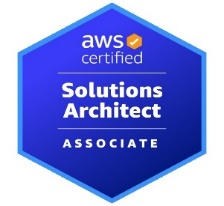 aws
certified
Solutions
Architect
ASSOCIATE